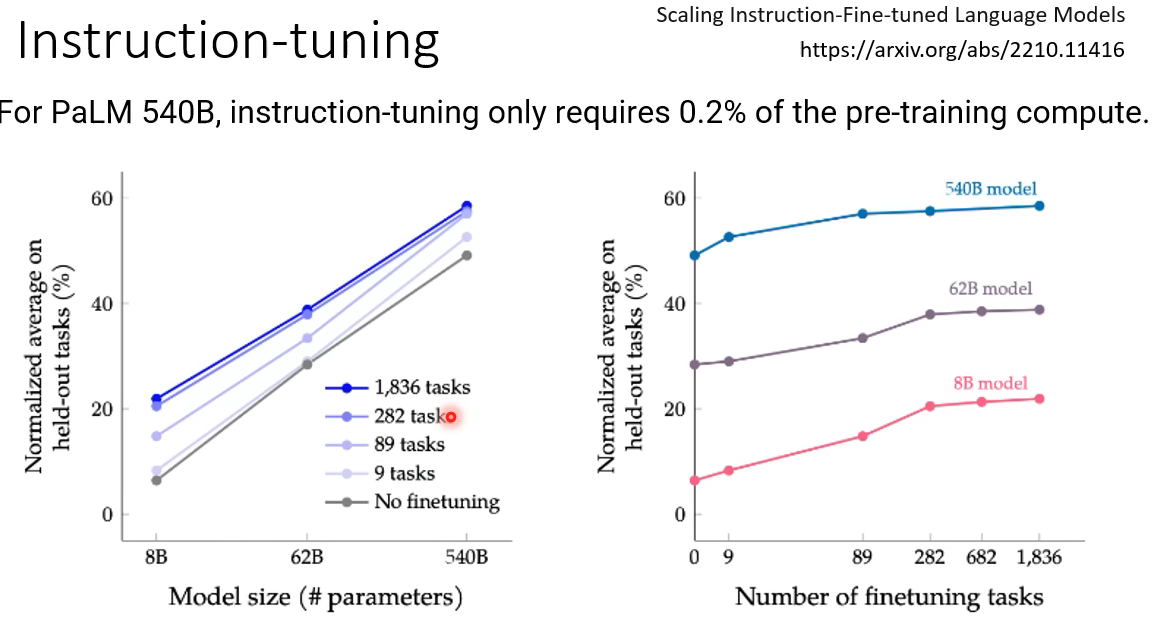 Instruction-tuning
Scaling Instruction-Fine-tuned Language Models
https://arxiv.org/abs/2210.11416
For PaLM 540B, instruction-tuning only requires 0.2% of the pre-training compute.
Normalized average on
held-out tasks (%)
60
40
20
0
1,836 tasks
282 task
89 tasks
9 tasks
No finetuning
8B
62B
540B
Model size (# parameters)
Normalized average on
held-out tasks (%)
60
40
20
0
540B model
62B model
8B model
0
9
89
282
682
1,836
Number of finetuning tasks